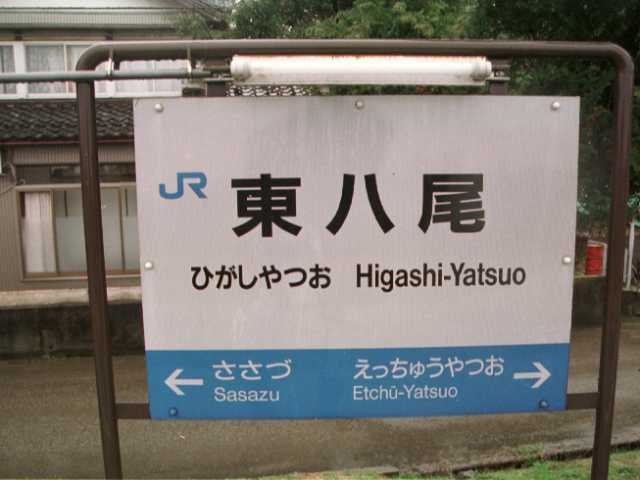 JR 東八尾
ひがしやつお Higashi-Yatsuo
← ささづ えっちゅうやつお →
Sasazu Etchū-Yatsuo